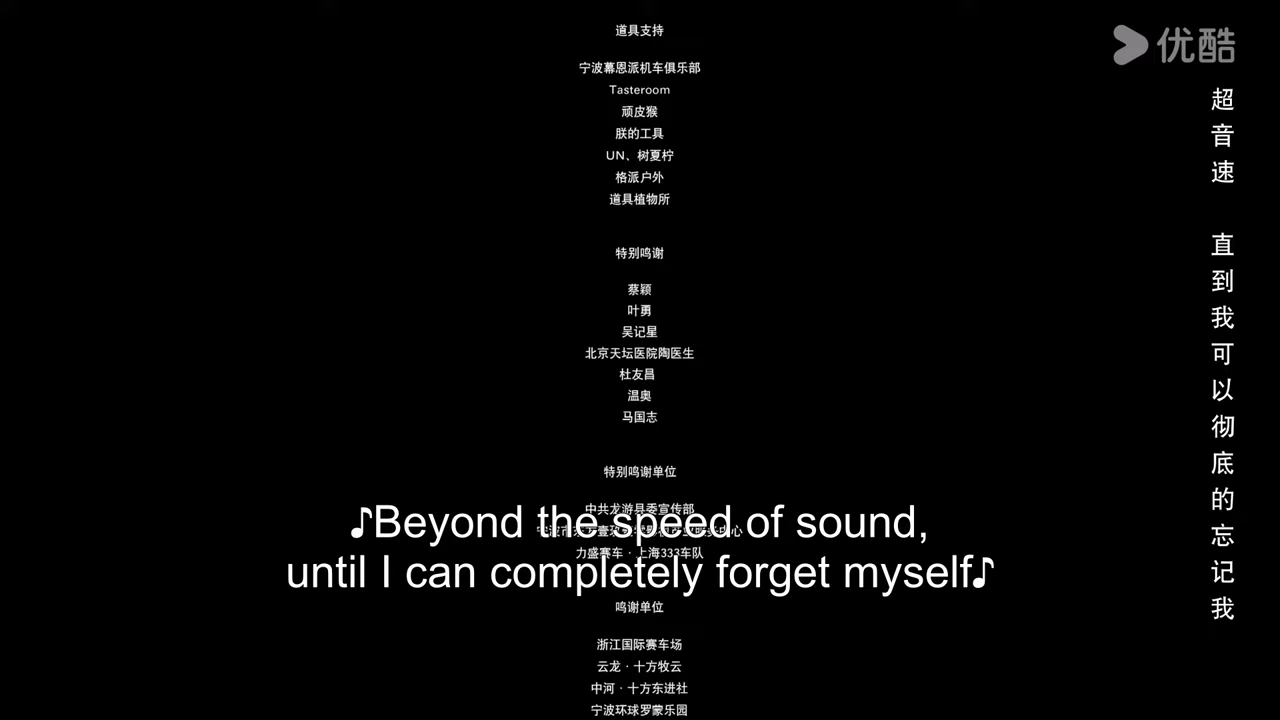 道具支持
宁波幕恩派机车俱乐部
Tasteroom
顽皮猴
朕的工具
UN、树夏柠
格派户外
道具植物所
特别鸣谢
蔡颖
叶勇
吴记星
北京天坛医院陶医生
杜友昌
温奥
马国志
特别鸣谢单位
中共龙游县委宣传部
力盛赛车·上海333车队
鸣谢单位
浙江国际赛车场
云龙·十方牧云
中河·十方东进社
宁波环球罗蒙乐园
♪Beyond the speed of sound,
until I can completely forget myself♪
优酷
超音速 直到我可以彻底的忘记我